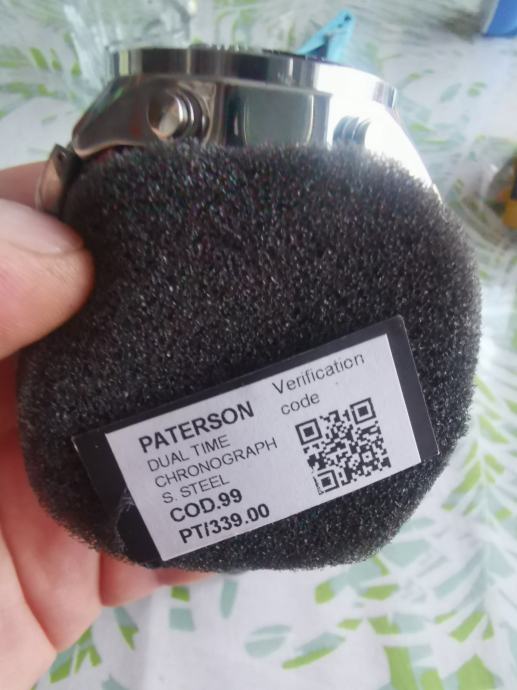 PATERSON
DUAL TIME
CHRONOGRAPH
S. STEEL
COD.99
PT/339.00
Verification
code